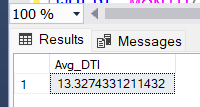 100 %
Results Messages
Avg_DTI
1 13.3274331211432